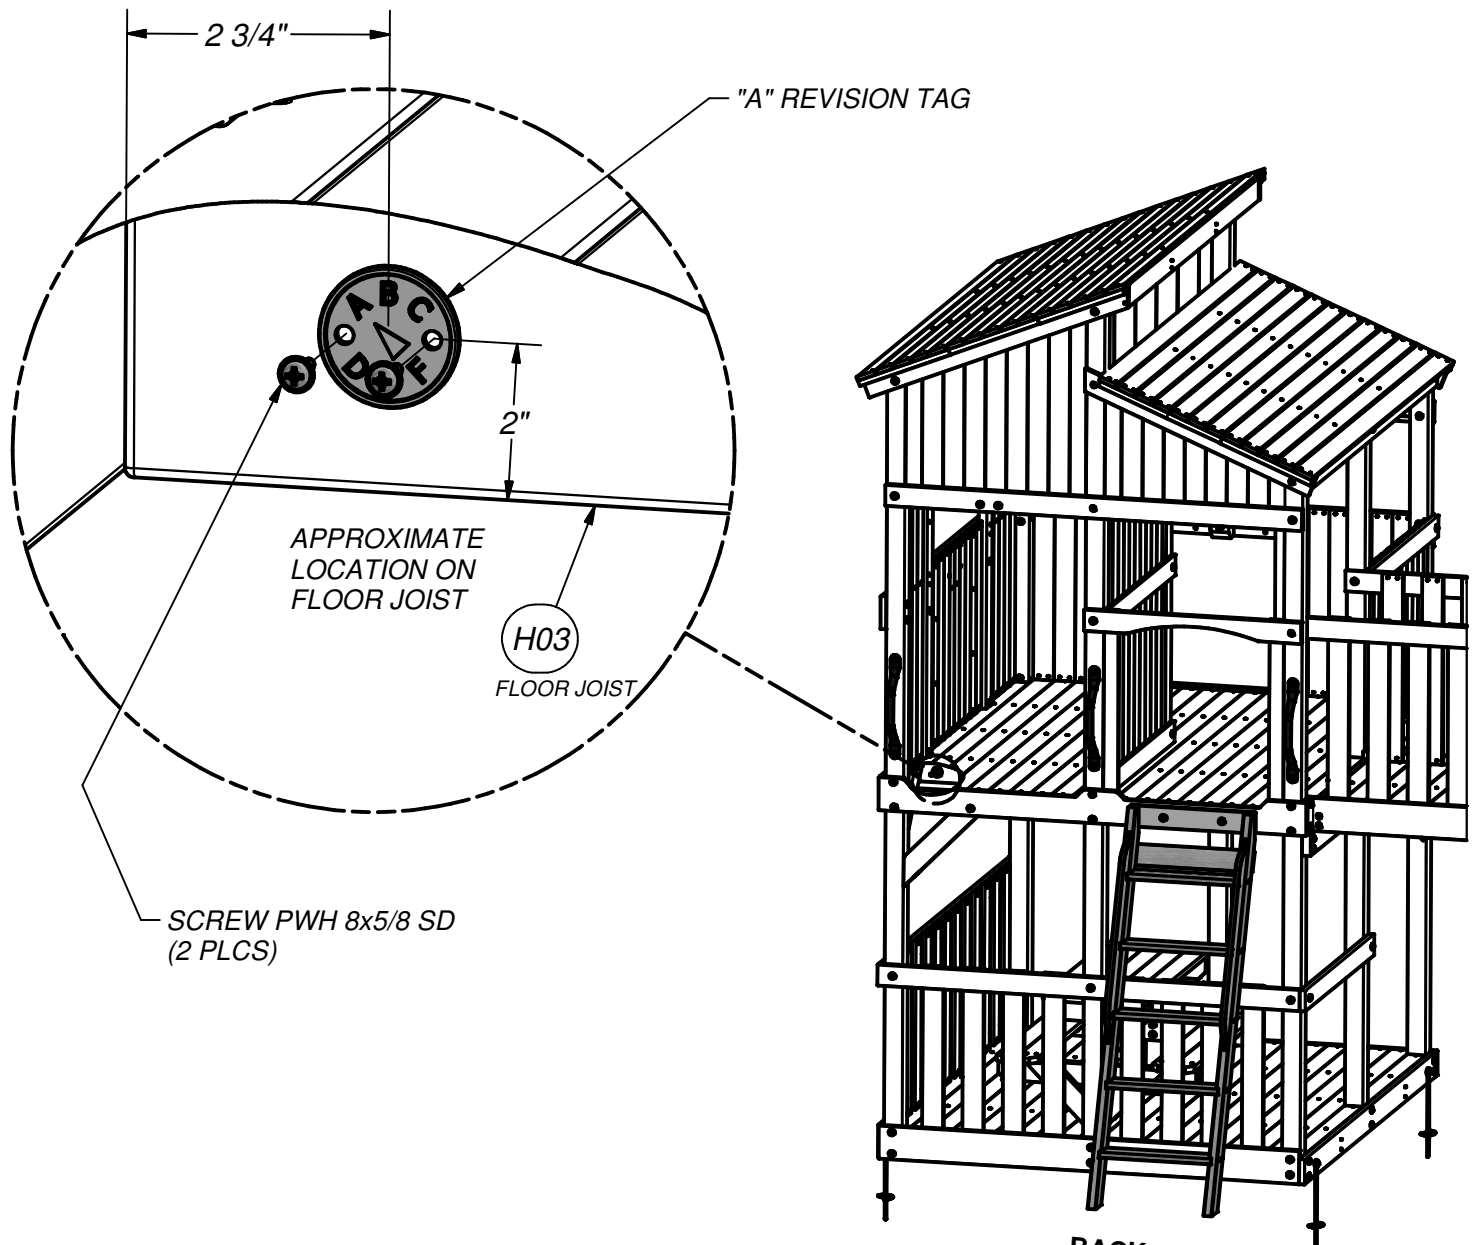 2 3/4"
"A" REVISION TAG
A B C
D F
2"
APPROXIMATE
LOCATION ON
FLOOR JOIST
H03
FLOOR JOIST
SCREW PWH 8x5/8 SD
(2 PLCS)
BACK